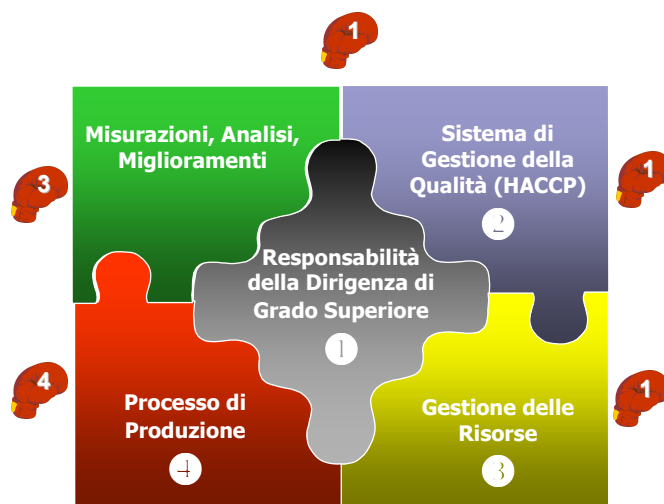 1
Misurazioni, Analisi,
Miglioramenti
Sistema di
Gestione della
Qualità (HACCP)
2
3
1
Responsabilità
della Dirigenza di
Grado Superiore
1
4
Processo di
Produzione
4
Gestione delle
Risorse
3
1